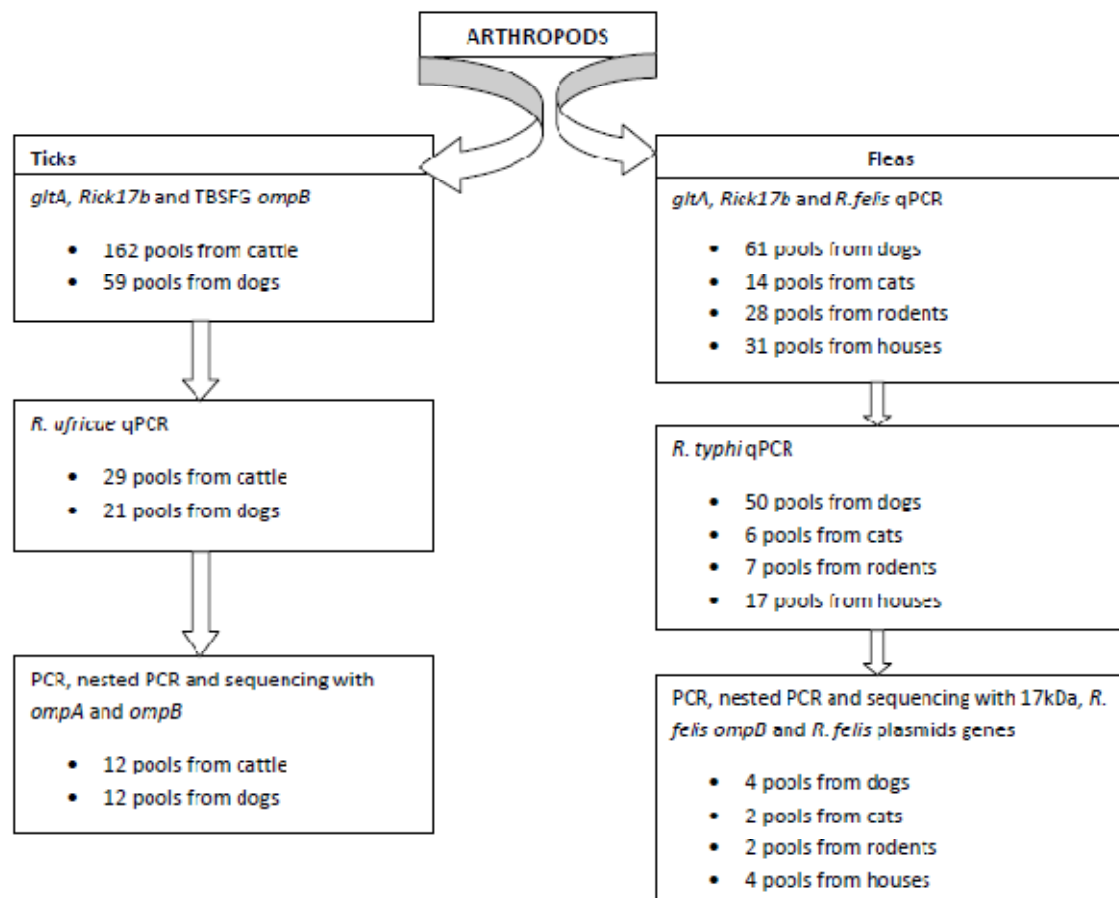 ARTHROPODS
Ticks
gltA, Rick17b and TBSFG ompB
• 162 pools from cattle
• 59 pools from dogs
R. africae qPCR
• 29 pools from cattle
• 21 pools from dogs
PCR, nested PCR and sequencing with
ompA and ompB
• 12 pools from cattle
• 12 pools from dogs
Fleas
gltA, Rick17b and R.felis qPCR
• 61 pools from dogs
• 14 pools from cats
• 28 pools from rodents
• 31 pools from houses
R. typhi qPCR
• 50 pools from dogs
• 6 pools from cats
• 7 pools from rodents
• 17 pools from houses
PCR, nested PCR and sequencing with 17kDa, R.
felis ompB and R. felis plasmids genes
• 4 pools from dogs
• 2 pools from cats
• 2 pools from rodents
• 4 pools from houses